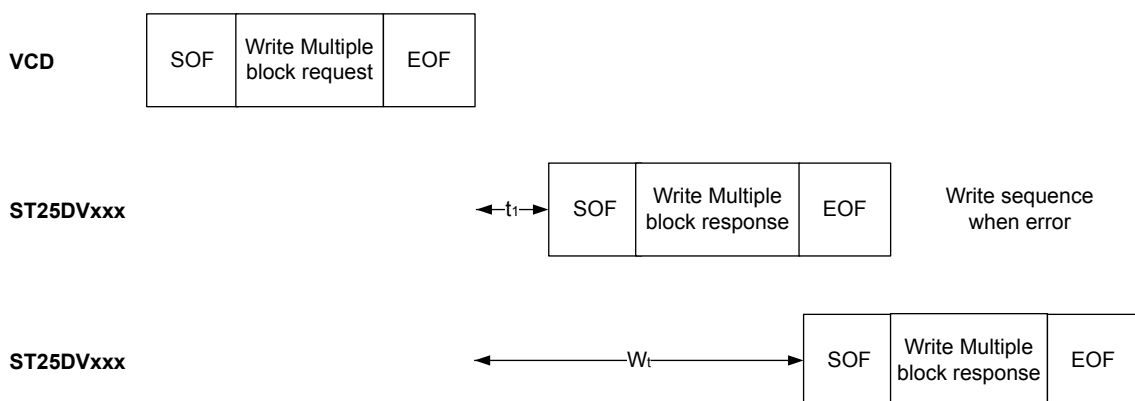 VCD
SOF
Write Multiple
block request
EOF
ST25DVxxx
t1
SOF
Write Multiple
block response
EOF
Write sequence
when error
ST25DVxxx
Wt
SOF
Write Multiple
block response
EOF